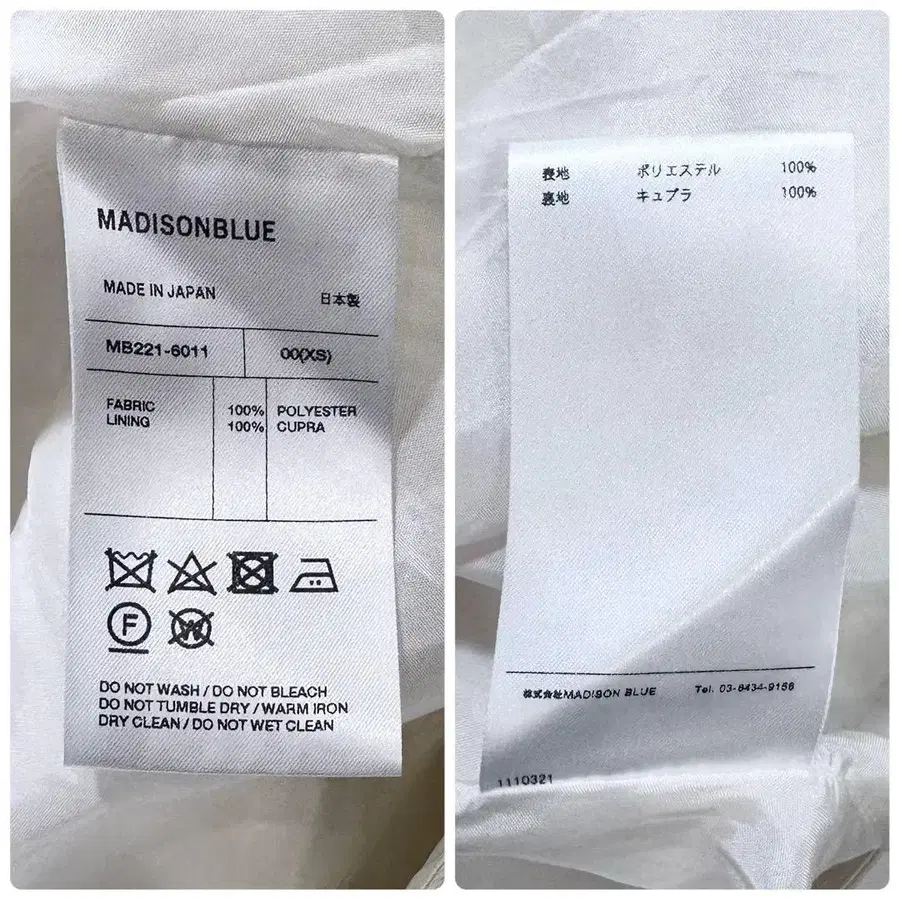 MADISONBLUE
MADE IN JAPAN 日本製
MB221-6011 00(XS)
FABRIC 100% POLYESTER
LINING 100% CUPRA
F
W
DO NOT WASH / DO NOT BLEACH
DO NOT TUMBLE DRY / WARM IRON
DRY CLEAN / DO NOT WET CLEAN
表地 ポリエステル 100%
裏地 キュプラ 100%
株式会社MADISON BLUE Tel. 03-6434-9156
1110321